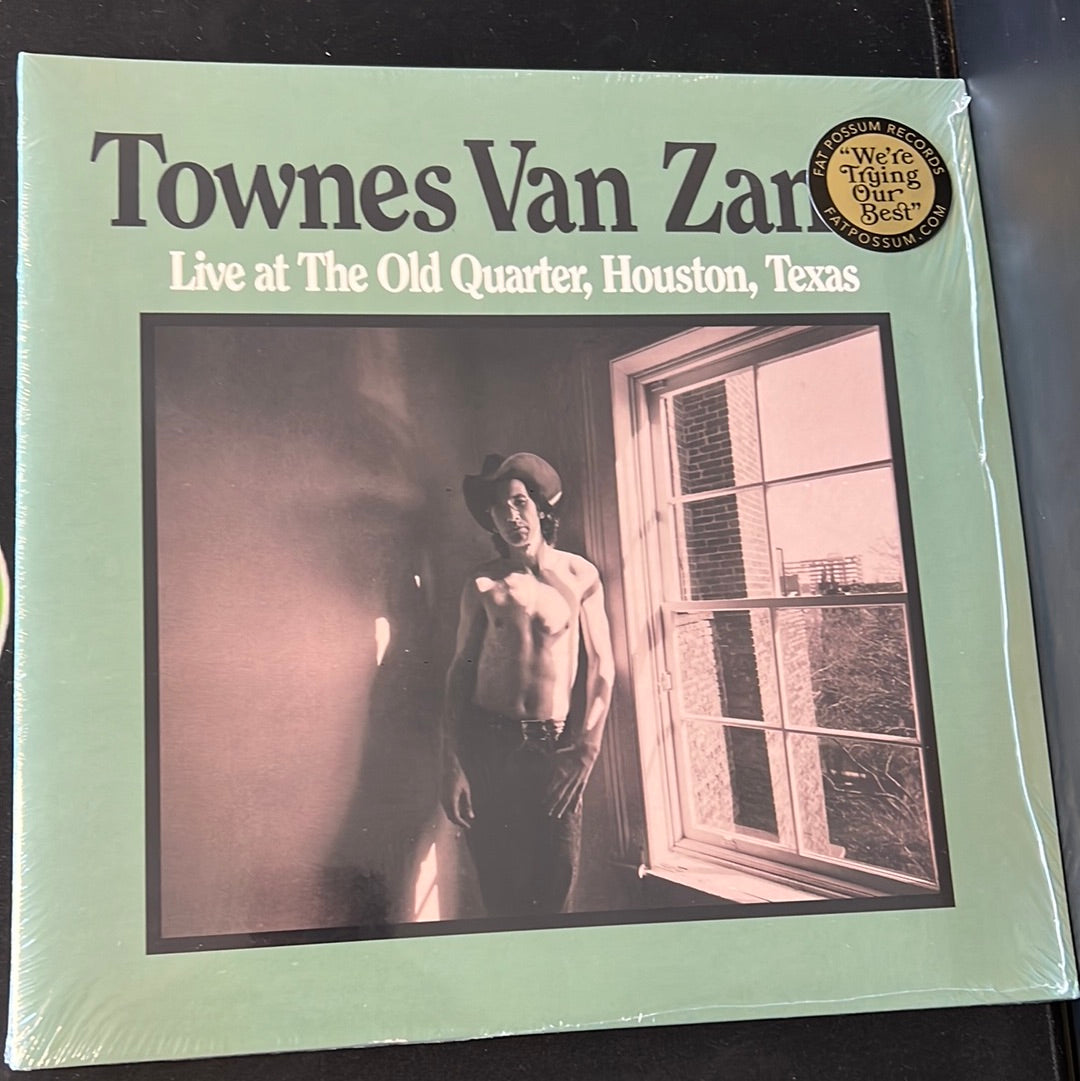 Townes Van Zan
Live at The Old Quarter, Houston, Texas
FAT POSSUM RECORDS
"We're
Trying
Our
Best"
FATPOSSUM.COM